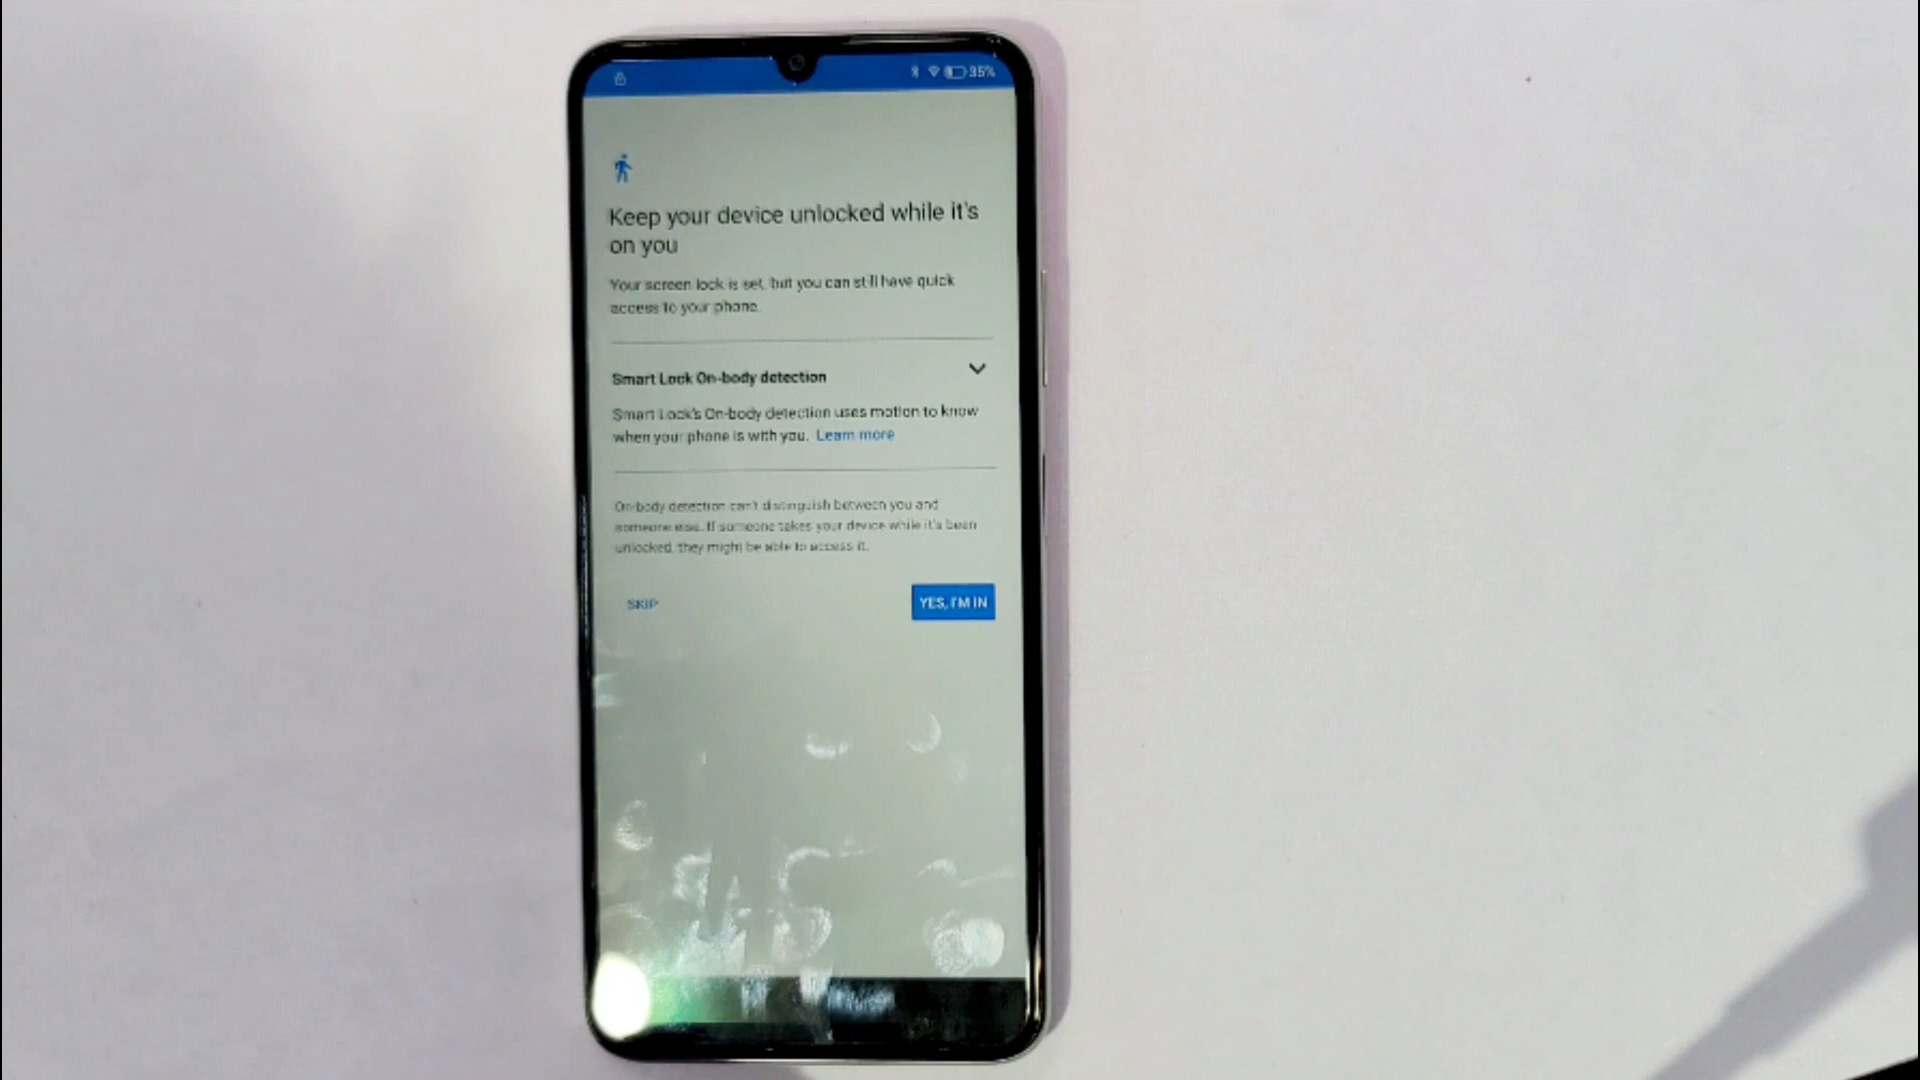 35%
Keep your device unlocked while it's
on you
Your screen lock is set, but you can still have quick
access to your phone.
Smart Lock On-body detection
Smart Lock's On-body detection uses motion to know
when your phone is with you. Learn more
On-body detection can't distinguish between you and
someone else. If someone takes your device while it's been
unlocked, they might be able to access it.
SKIP
YES, I'M IN